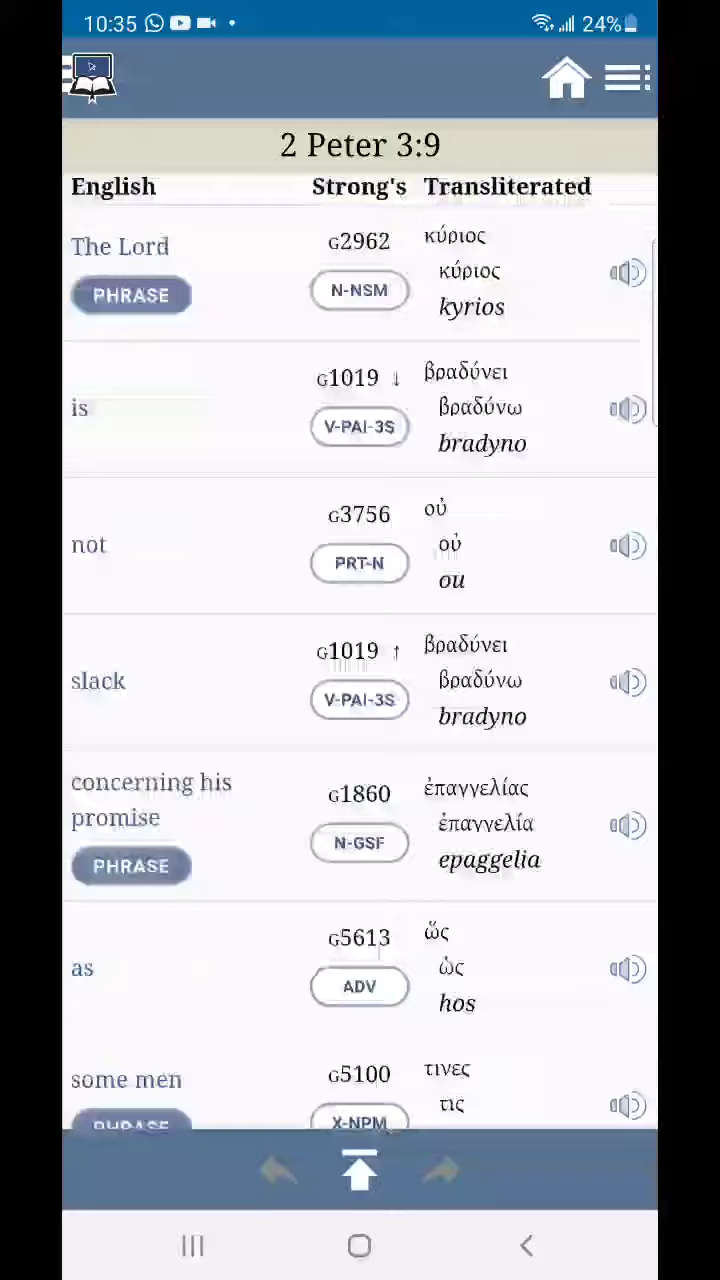 10:35 24%
2 Peter 3:9
English Strong's Transliterated
The Lord G2962 κύριος
PHRASE N-NSM κύριος
kyrios
is G1019 ↓ βραδύνει
V-PAI-3S βραδύνω
bradyno
not G3756 οὐ
PRT-N οὐ
ou
slack G1019 ↑ βραδύνει
V-PAI-3S βραδύνω
bradyno
concerning his
promise G1860 ἐπαγγελίας
PHRASE N-GSF ἐπαγγελία
epaggelia
as G5613 ὥς
ADV ὡς
hos
some men G5100 τινες
PHRASE X-NPM τις